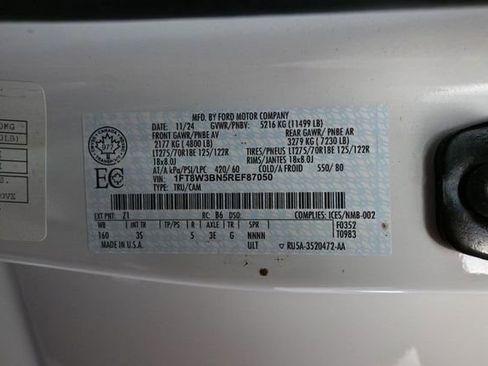 MFD. BY FORD MOTOR COMPANY
DATE: 11/24 GVWR/PNBV: 5216 KG (11499 LB)
FRONT GAWR/PNBE AV REAR GAWR/PNBE AR
2177 KG (4800 LB) 3279 KG (7230 LB)
LT275/70R18E 125/122R TIRES/PNEUS LT275/70R18E 125/122R
18x8.0J RIMS/JANTES 18x8.0J
AT/A kPa/PSI/LPC 420/60 COLD/A FROID 550/80
VIN: 1FT8W3BN5REF87050
TYPE: TRU/CAM
EXT PNT: Z1 RC: B6 DSO: COMPLIES: ICES/NMB-002
WB INT TR TP/PS R AXLE TR SPR F0352
160 3S 5 3E G NNNN T0983
MADE IN U.S.A. ULT RU5A-3520472-AA